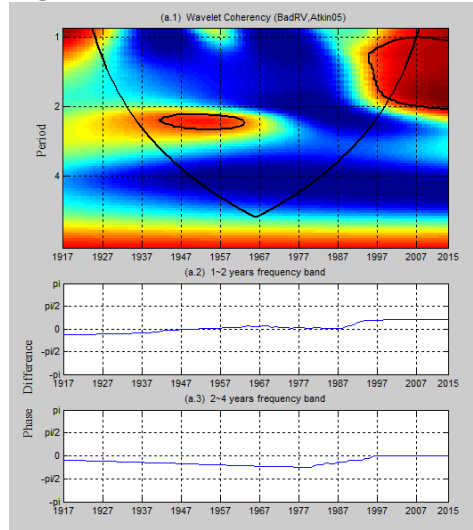 (a.1) Wavelet Coherency (BadRV,Atkin05)
1
2
4
Period
1917 1927 1937 1947 1957 1967 1977 1987 1997 2007 2015
(a.2) 1~2 years frequency band
pi
pi/2
0
-pi/2
-pi
1917 1927 1937 1947 1957 1967 1977 1987 1997 2007 2015
Phase Difference
(a.3) 2~4 years frequency band
pi
pi/2
0
-pi/2
-pi
1917 1927 1937 1947 1957 1967 1977 1987 1997 2007 2015